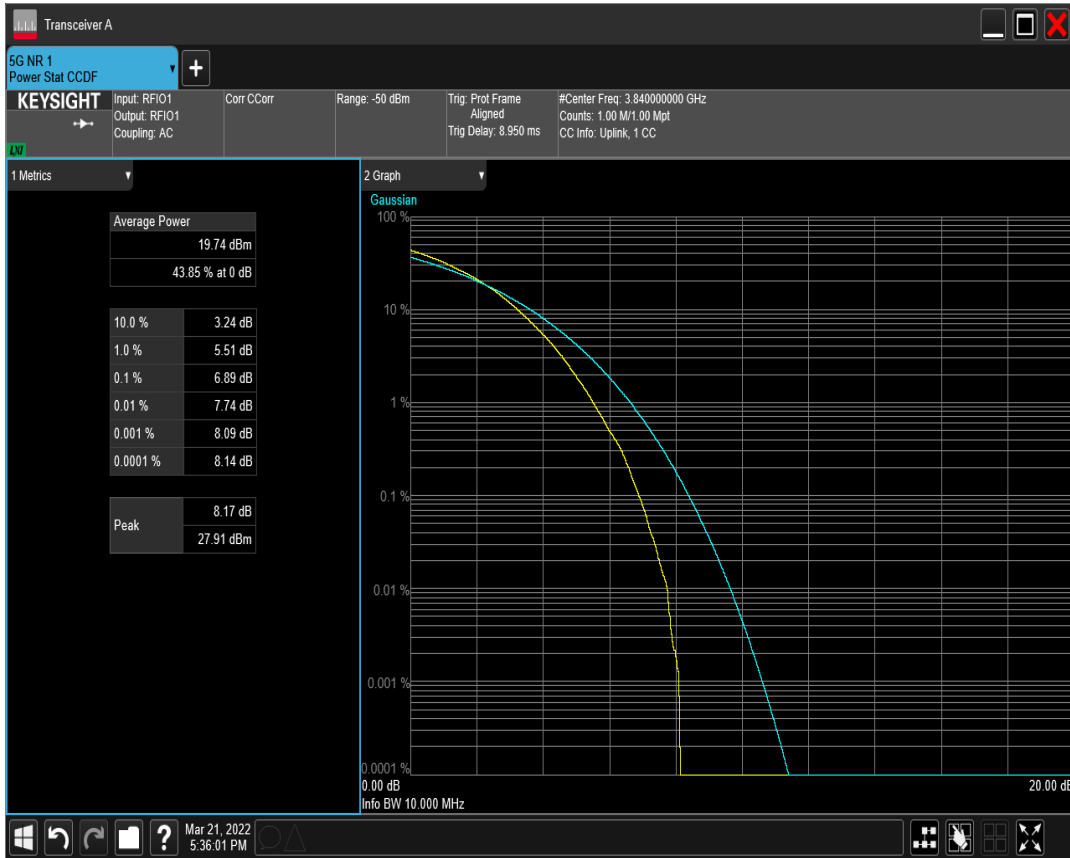 Transceiver A
5G NR 1
Power Stat CCDF
KEYSIGHT
LXI
Input: RFIO1
Output: RFIO1
Coupling: AC
Corr CCorr
Range: -50 dBm
Trig: Prot Frame
Aligned
Trig Delay: 8.950 ms
#Center Freq: 3.840000000 GHz
Counts: 1.00 M/1.00 Mpt
CC Info: Uplink, 1 CC
1 Metrics
Average Power
19.74 dBm
43.85 % at 0 dB
10.0 % 3.24 dB
1.0 % 5.51 dB
0.1 % 6.89 dB
0.01 % 7.74 dB
0.001 % 8.09 dB
0.0001 % 8.14 dB
Peak
8.17 dB
27.91 dBm
2 Graph
Gaussian
100 %
10 %
1 %
0.1 %
0.01 %
0.001 %
0.0001 %
0.00 dB 20.00 dB
Info BW 10.000 MHz
?
Mar 21, 2022
5:36:01 PM